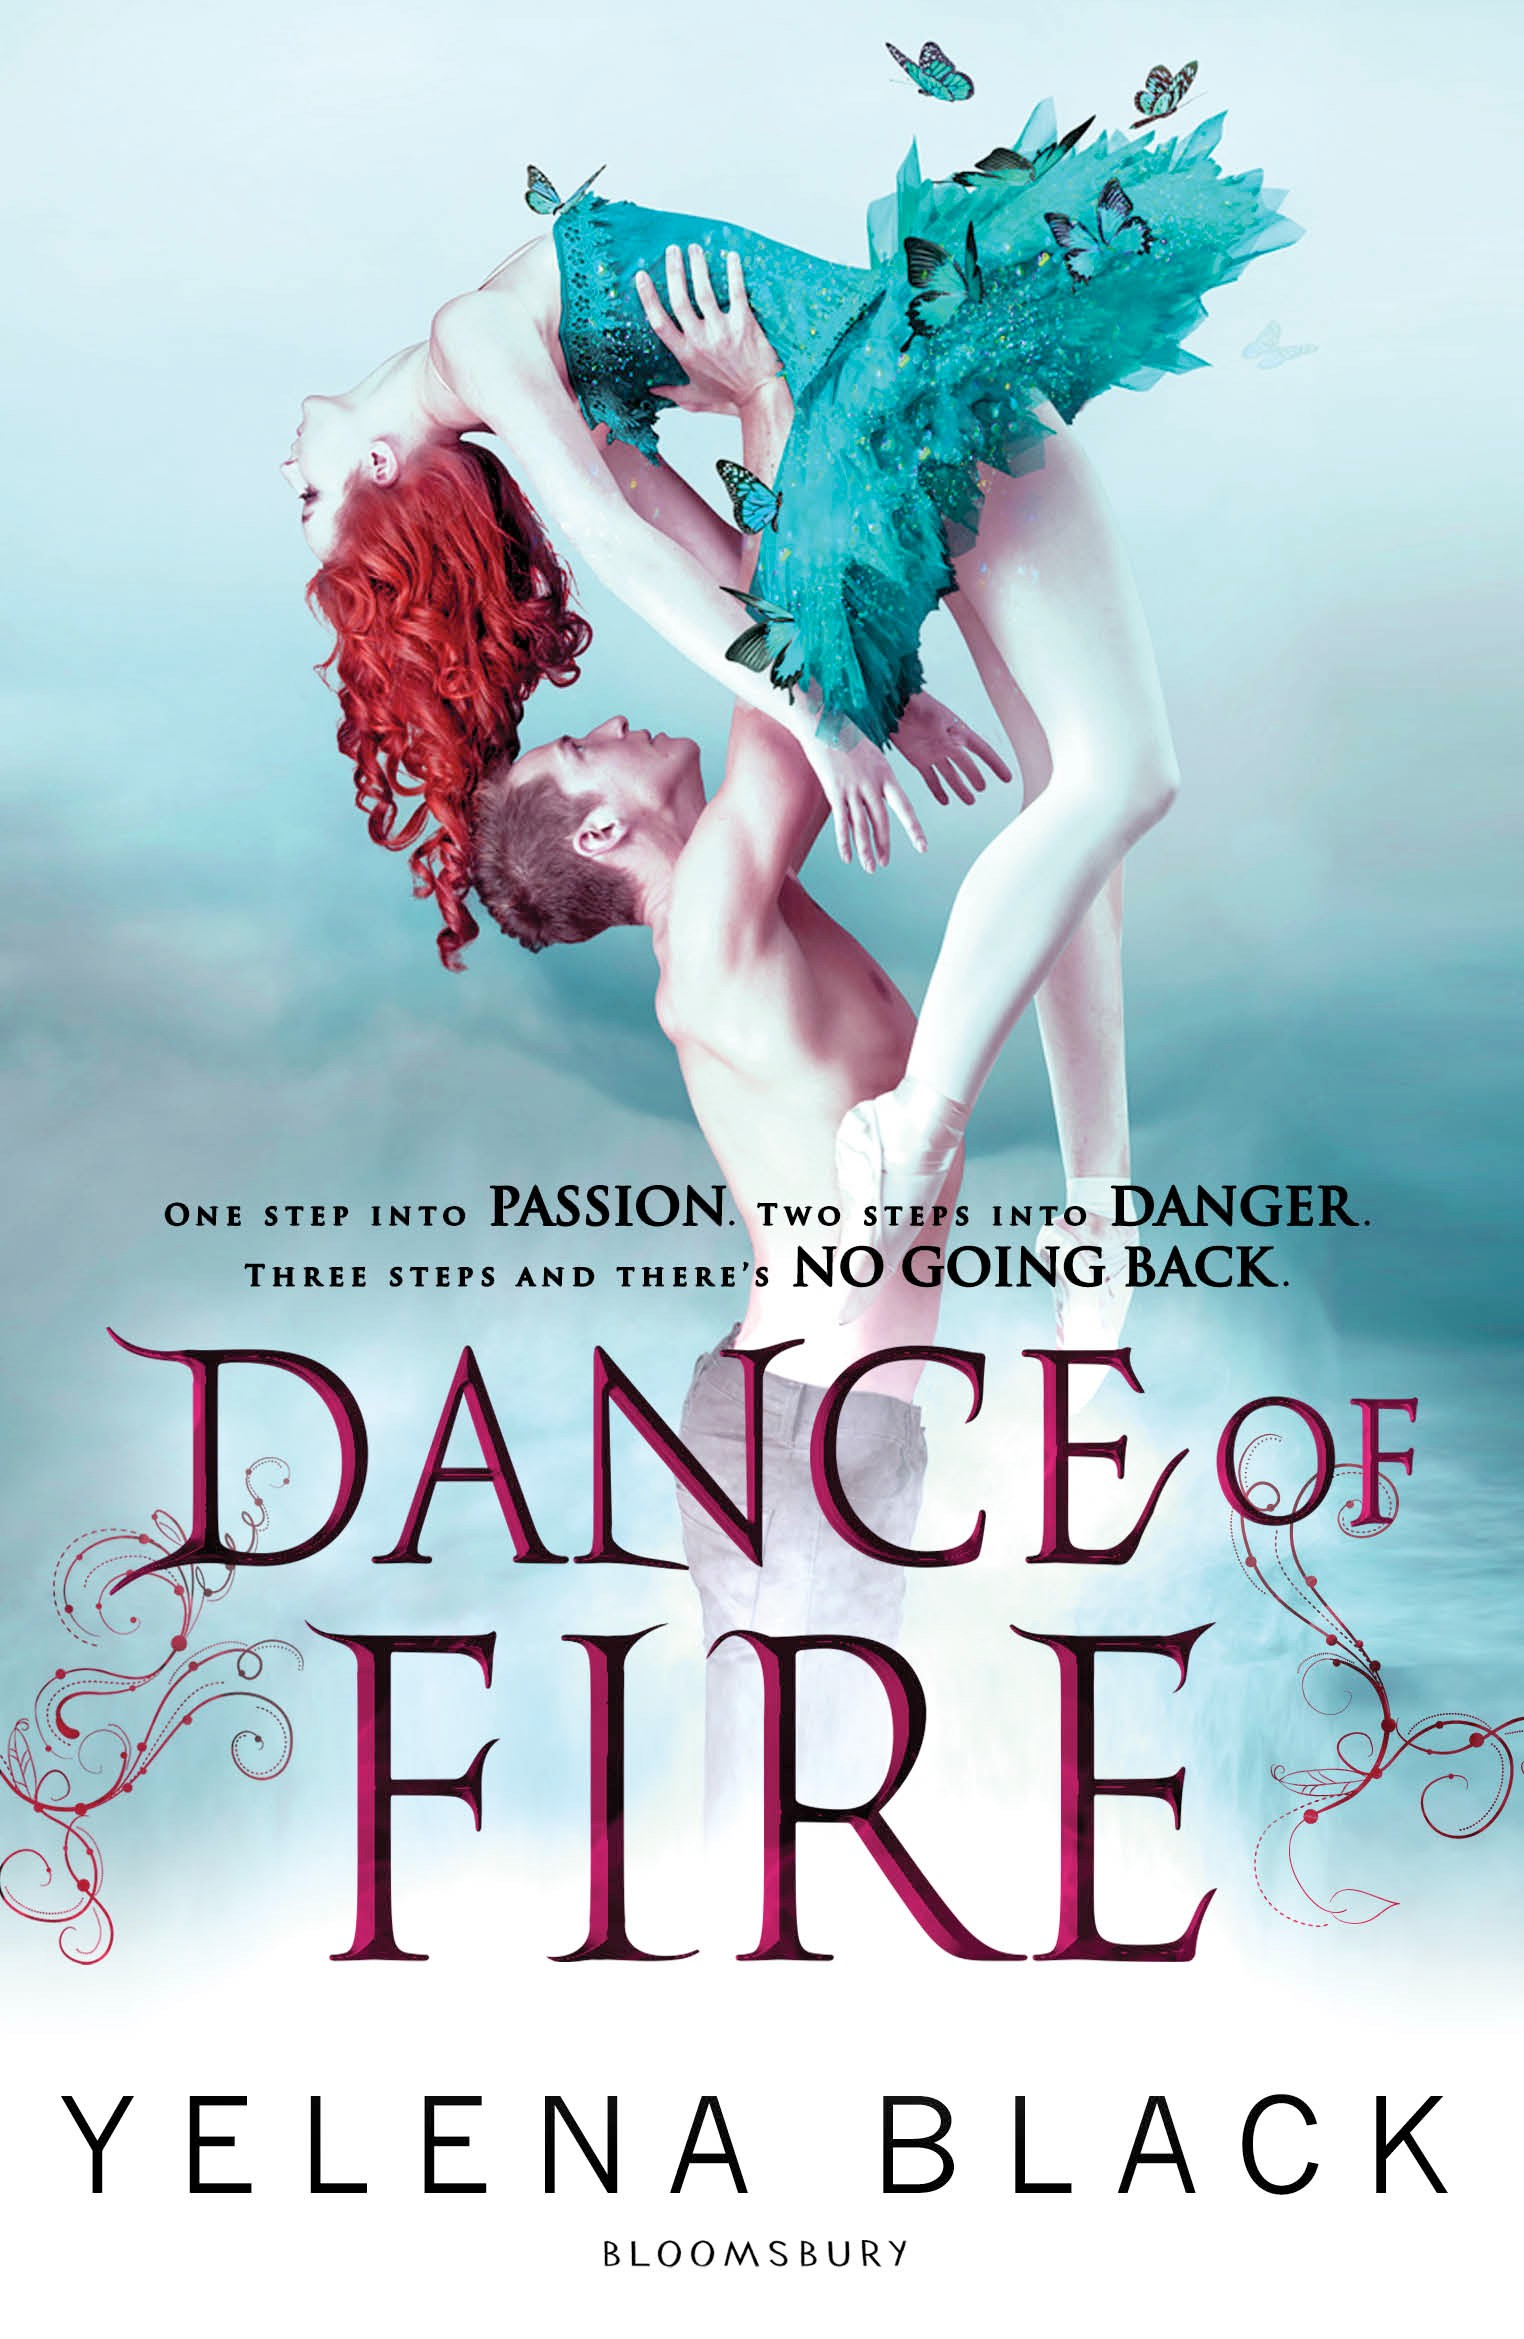 ONE STEP INTO PASSION. TWO STEPS INTO DANGER.
THREE STEPS AND THERE'S NO GOING BACK.
DANCE OF
FIRE
YELENA BLACK
BLOOMSBURY